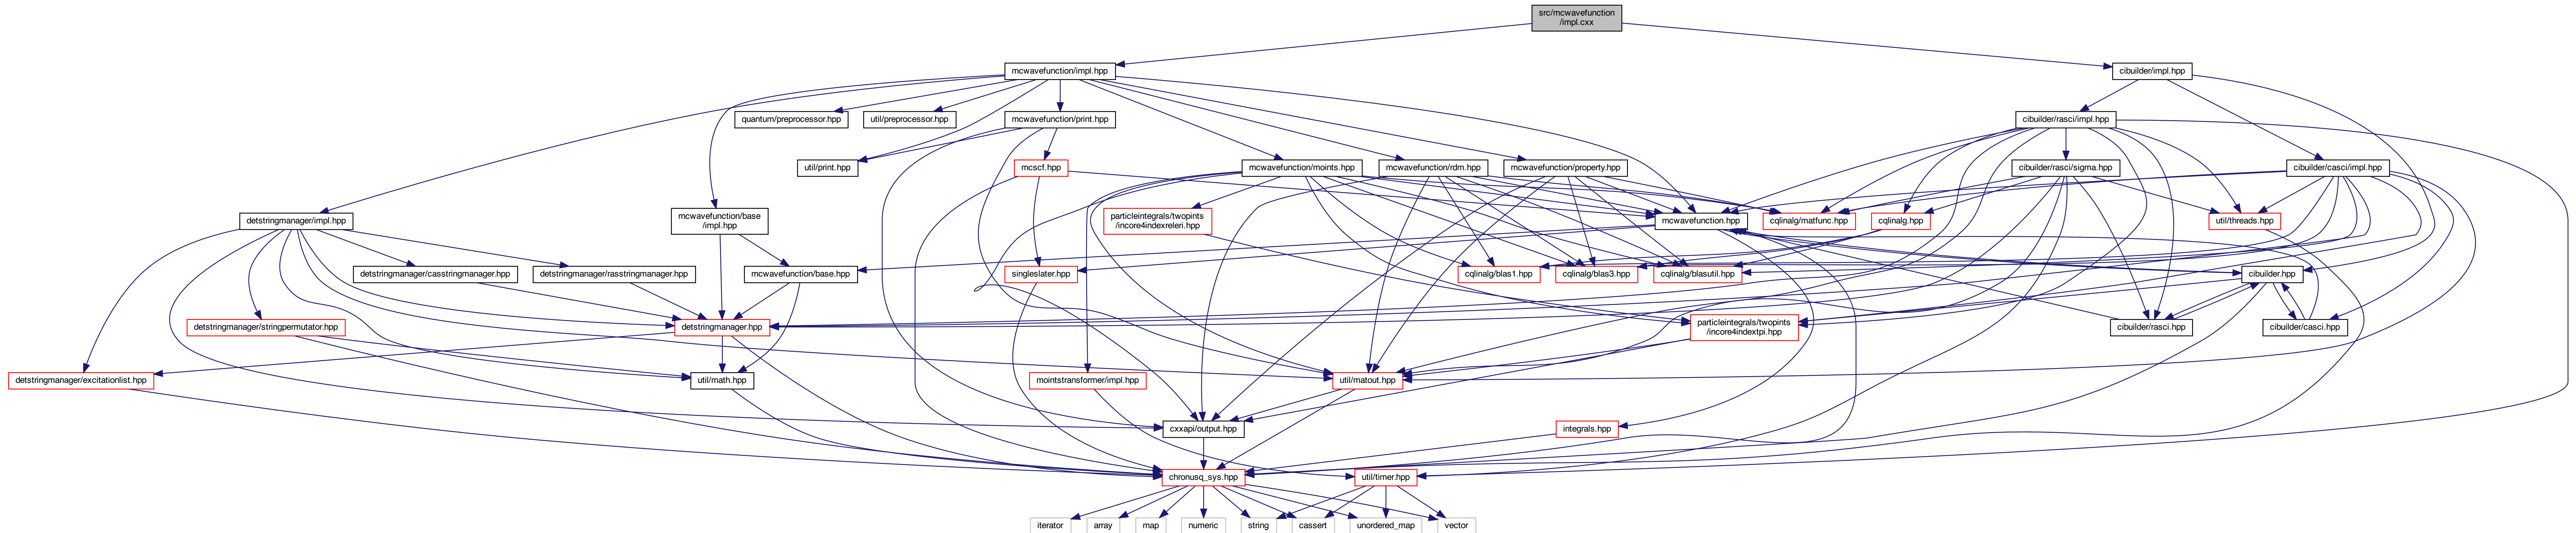 src/mcwavefunction
/impl.cxx
mcwavefunction/impl.hpp
cibuilder/impl.hpp
quantum/preprocessor.hpp
util/preprocessor.hpp
mcwavefunction/print.hpp
cibuilder/rasci/impl.hpp
util/print.hpp
mcscf.hpp
mcwavefunction/moints.hpp
mcwavefunction/rdm.hpp
mcwavefunction/property.hpp
cibuilder/rasci/sigma.hpp
cibuilder/casci/impl.hpp
detstringmanager/impl.hpp
mcwavefunction/base
/impl.hpp
particleintegrals/twopints
/incore4indexreleri.hpp
mcwavefunction.hpp
cqlinalg/matfunc.hpp
cqlinalg.hpp
util/threads.hpp
detstringmanager/casstringmanager.hpp
detstringmanager/rasstringmanager.hpp
mcwavefunction/base.hpp
singleslater.hpp
cqlinalg/blas1.hpp
cqlinalg/blas3.hpp
cqlinalg/blasutil.hpp
cibuilder.hpp
detstringmanager/stringpermutator.hpp
detstringmanager.hpp
particleintegrals/twopints
/incore4indextpi.hpp
cibuilder/rasci.hpp
cibuilder/casci.hpp
detstringmanager/excitationlist.hpp
util/math.hpp
mointstransformer/impl.hpp
util/matout.hpp
cxxapi/output.hpp
integrals.hpp
chronusq_sys.hpp
util/timer.hpp
iterator
array
map
numeric
string
cassert
unordered_map
vector